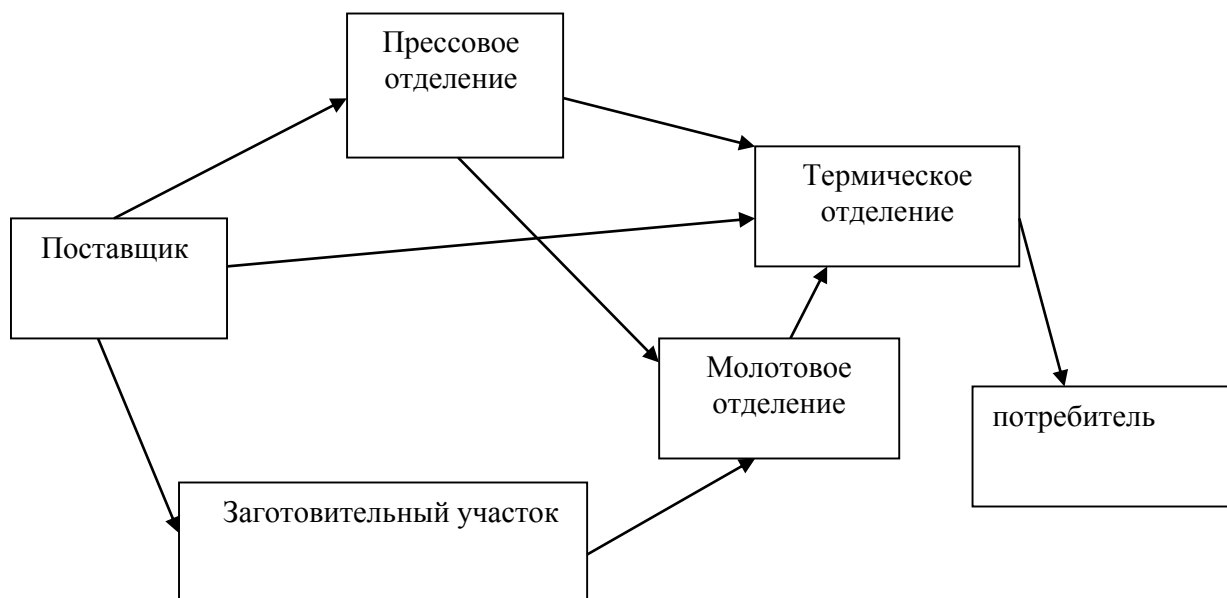 Прессовое
отделение
Термическое
отделение
Поставщик
Молотовое
отделение
потребитель
Заготовительный участок